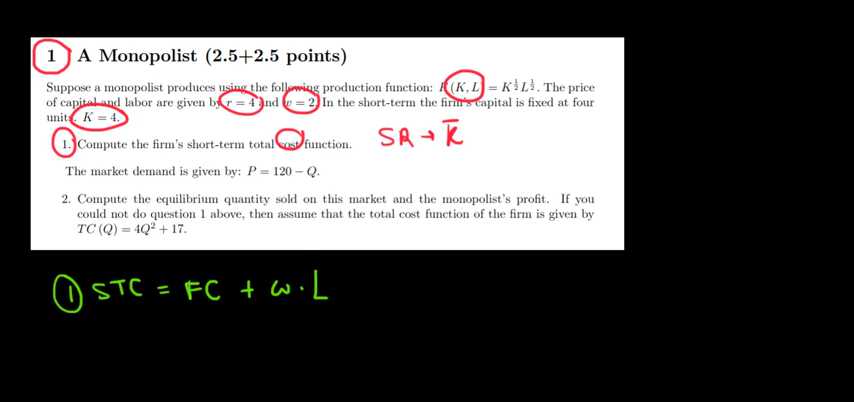 1 A Monopolist (2.5+2.5 points)
Suppose a monopolist produces using the following production function: F(K, L) = K^{1/2}L^{1/2}. The price
of capital and labor are given by r = 4 and w = 2. In the short-term the firm's capital is fixed at four
units. K = 4.
1. Compute the firm's short-term total cost function.
SR → K̅
The market demand is given by: P = 120 − Q.
2. Compute the equilibrium quantity sold on this market and the monopolist's profit. If you
could not do question 1 above, then assume that the total cost function of the firm is given by
TC (Q) = 4Q² + 17.
① STC = FC + ω · L